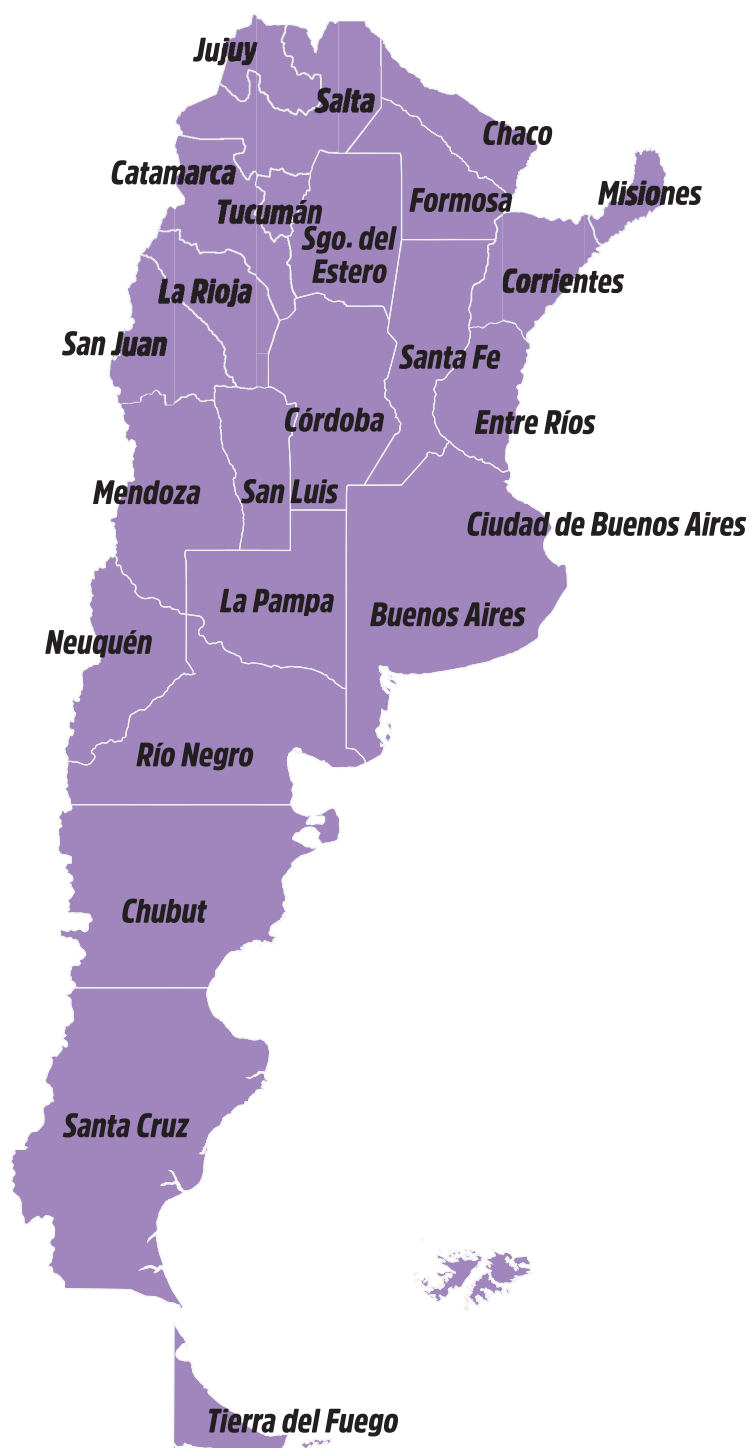 Jujuy
Salta
Chaco
Catamarca
Misiones
Formosa
Tucumán
Sgo. del
Estero
Corrientes
La Rioja
San Juan
Santa Fe
Córdoba
Entre Ríos
Mendoza
San Luis
Ciudad de Buenos Aires
La Pampa
Buenos Aires
Neuquén
Río Negro
Chubut
Santa Cruz
Tierra del Fuego